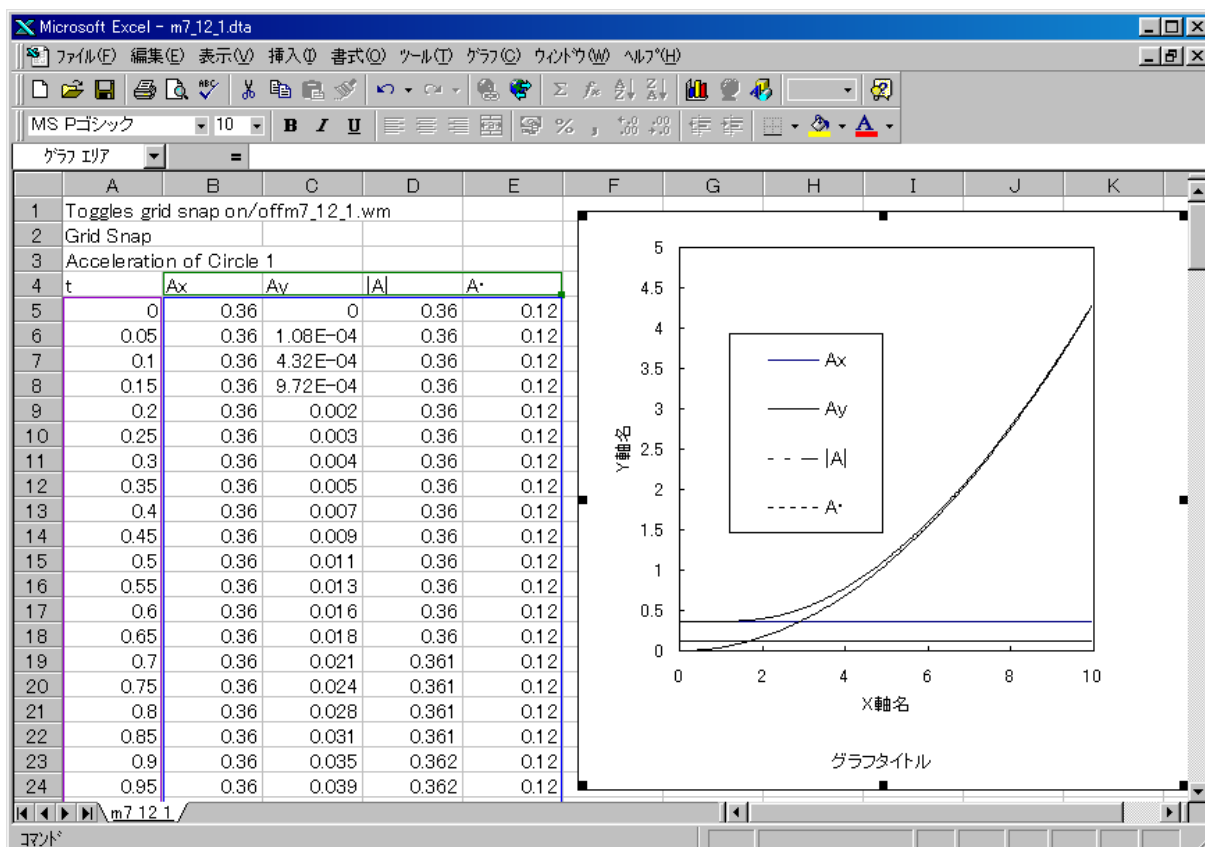 Microsoft Excel - m7_12_1.dta
ファイル(F) 編集(E) 表示(V) 挿入(I) 書式(O) ツール(T) グラフ(C) ウィンドウ(W) ヘルプ(H)
MS Pゴシック 10 B I U % ,
グラフ エリア =
A B C D E F G H I J K
1 Toggles grid snap on/offm7_12_1.wm
2 Grid Snap
3 Acceleration of Circle 1
4 t Ax Ay |A| A･
5 0 0.36 0 0.36 0.12
6 0.05 0.36 1.08E-04 0.36 0.12
7 0.1 0.36 4.32E-04 0.36 0.12
8 0.15 0.36 9.72E-04 0.36 0.12
9 0.2 0.36 0.002 0.36 0.12
10 0.25 0.36 0.003 0.36 0.12
11 0.3 0.36 0.004 0.36 0.12
12 0.35 0.36 0.005 0.36 0.12
13 0.4 0.36 0.007 0.36 0.12
14 0.45 0.36 0.009 0.36 0.12
15 0.5 0.36 0.011 0.36 0.12
16 0.55 0.36 0.013 0.36 0.12
17 0.6 0.36 0.016 0.36 0.12
18 0.65 0.36 0.018 0.36 0.12
19 0.7 0.36 0.021 0.361 0.12
20 0.75 0.36 0.024 0.361 0.12
21 0.8 0.36 0.028 0.361 0.12
22 0.85 0.36 0.031 0.361 0.12
23 0.9 0.36 0.035 0.362 0.12
24 0.95 0.36 0.039 0.362 0.12
5
4.5
4
3.5
3
2.5
2
1.5
1
0.5
0
Y軸名
Ax
Ay
|A|
A･
0 2 4 6 8 10
X軸名
グラフタイトル
m7_12_1
コマンド